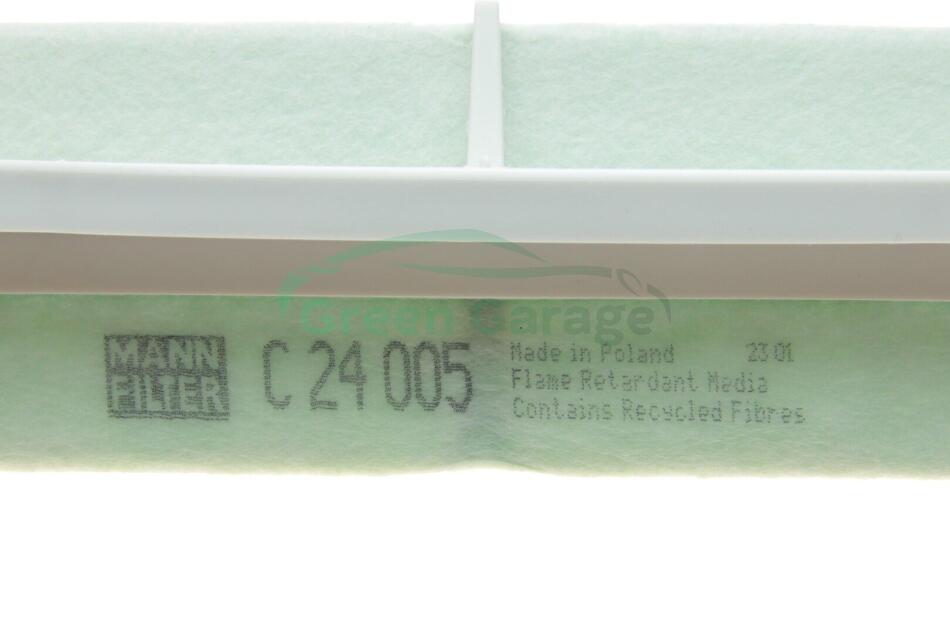 Green Garage
MANN
FILTER
C 24 005
Made in Poland 23 01
Flame Retardant Media
Contains Recycled Fibres